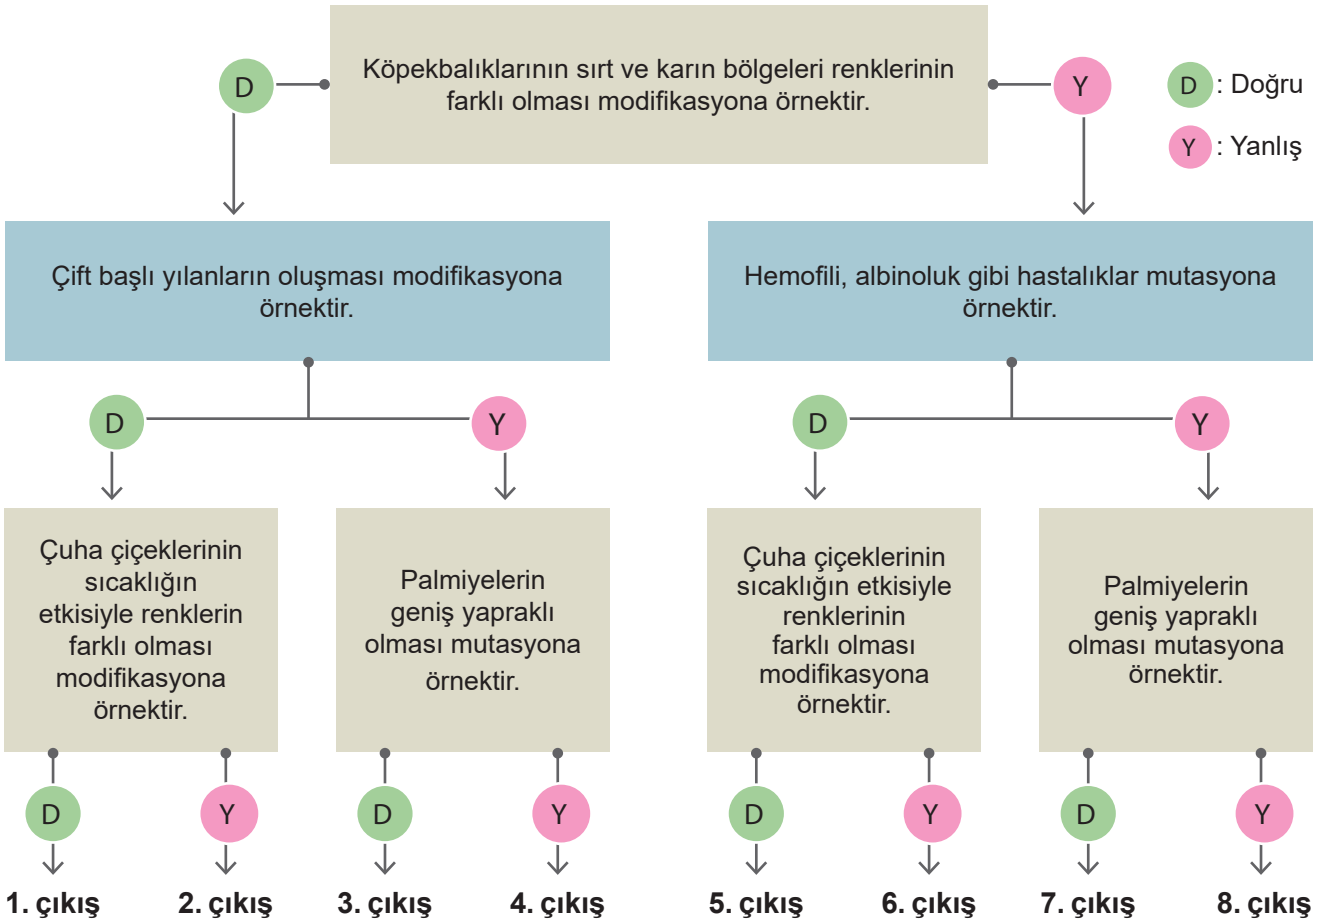 Köpekbalıklarının sırt ve karın bölgeleri renklerinin
farklı olması modifikasyona örnektir.
D
Y
D : Doğru
Y : Yanlış
Çift başlı yılanların oluşması modifikasyona
örnektir.
Hemofili, albinoluk gibi hastalıklar mutasyona
örnektir.
D
Y
D
Y
Çuha çiçeklerinin
sıcaklığın
etkisiyle renklerin
farklı olması
modifikasyona
örnektir.
Palmiyelerin
geniş yapraklı
olması mutasyona
örnektir.
Çuha çiçeklerinin
sıcaklığın etkisiyle
renklerinin
farklı olması
modifikasyona
örnektir.
Palmiyelerin
geniş yapraklı
olması mutasyona
örnektir.
D
Y
D
Y
D
Y
D
Y
1. çıkış
2. çıkış
3. çıkış
4. çıkış
5. çıkış
6. çıkış
7. çıkış
8. çıkış